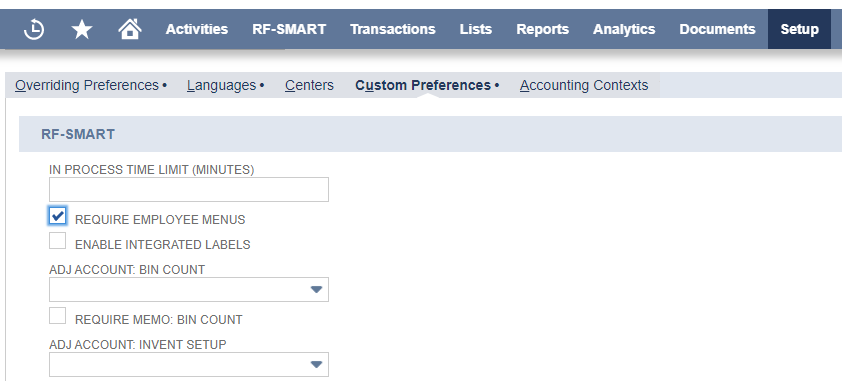 Activities RF-SMART Transactions Lists Reports Analytics Documents Setup
Overriding Preferences • Languages • Centers Custom Preferences • Accounting Contexts
RF-SMART
IN PROCESS TIME LIMIT (MINUTES)
REQUIRE EMPLOYEE MENUS
ENABLE INTEGRATED LABELS
ADJ ACCOUNT: BIN COUNT
REQUIRE MEMO: BIN COUNT
ADJ ACCOUNT: INVENT SETUP